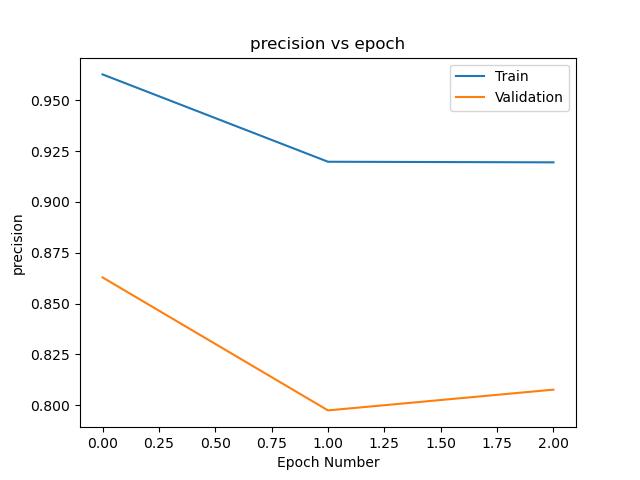 precision vs epoch
Train
Validation
0.950
0.925
0.900
0.875
0.850
0.825
0.800
precision
0.00 0.25 0.50 0.75 1.00 1.25 1.50 1.75 2.00
Epoch Number